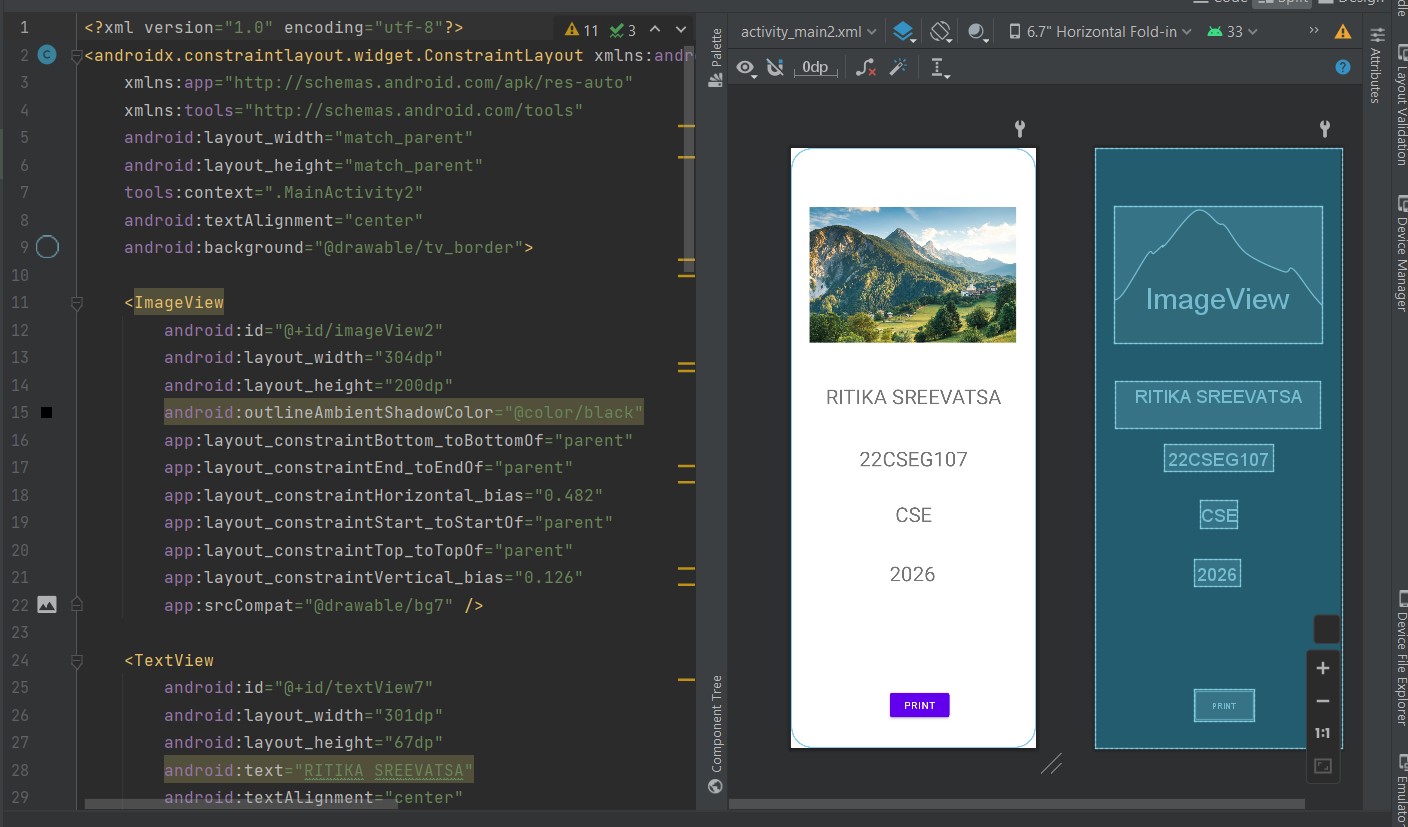 Code Split Design
1 <?xml version="1.0" encoding="utf-8"?>
11 3
2 <androidx.constraintlayout.widget.ConstraintLayout xmlns:andr
3 xmlns:app="http://schemas.android.com/apk/res-auto"
4 xmlns:tools="http://schemas.android.com/tools"
5 android:layout_width="match_parent"
6 android:layout_height="match_parent"
7 tools:context=".MainActivity2"
8 android:textAlignment="center"
9 android:background="@drawable/tv_border">
10
11 <ImageView
12 android:id="@+id/imageView2"
13 android:layout_width="304dp"
14 android:layout_height="200dp"
15 android:outlineAmbientShadowColor="@color/black"
16 app:layout_constraintBottom_toBottomOf="parent"
17 app:layout_constraintEnd_toEndOf="parent"
18 app:layout_constraintHorizontal_bias="0.482"
19 app:layout_constraintStart_toStartOf="parent"
20 app:layout_constraintTop_toTopOf="parent"
21 app:layout_constraintVertical_bias="0.126"
22 app:srcCompat="@drawable/bg7" />
23
24 <TextView
25 android:id="@+id/textView7"
26 android:layout_width="301dp"
27 android:layout_height="67dp"
28 android:text="RITIKA SREEVATSA"
29 android:textAlignment="center"
Palette
Component Tree
activity_main2.xml
6.7" Horizontal Fold-in
33
0dp
RITIKA SREEVATSA
22CSEG107
CSE
2026
PRINT
ImageView
RITIKA SREEVATSA
22CSEG107
CSE
2026
PRINT
1:1
Attributes
Layout Validation
Device Manager
Device File Explorer
Emulator